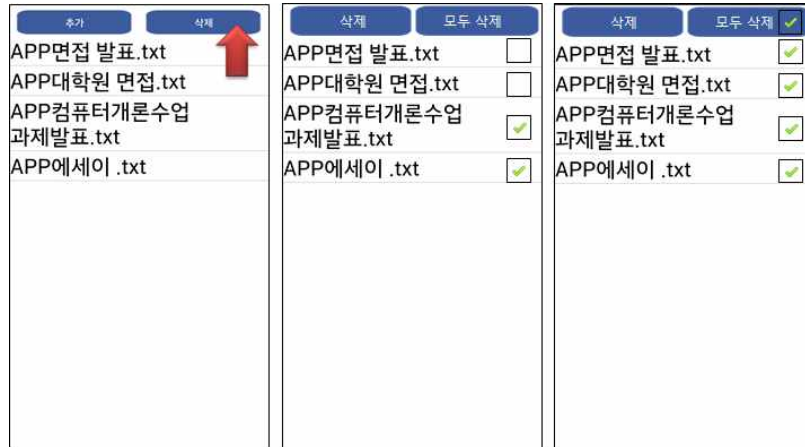 추가 삭제
APP면접 발표.txt
APP대학원 면접.txt
APP컴퓨터개론수업
과제발표.txt
APP에세이 .txt
삭제 모두 삭제
APP면접 발표.txt
APP대학원 면접.txt
APP컴퓨터개론수업
과제발표.txt
APP에세이 .txt
삭제 모두 삭제
APP면접 발표.txt
APP대학원 면접.txt
APP컴퓨터개론수업
과제발표.txt
APP에세이 .txt